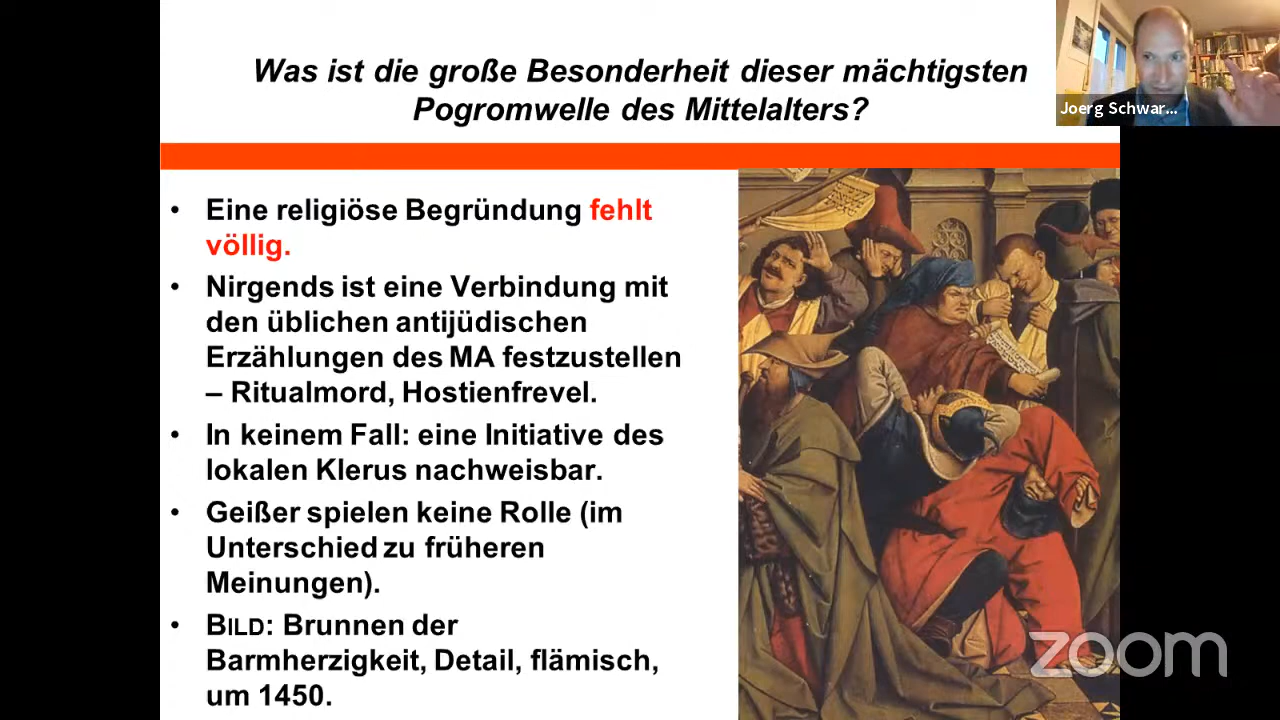 Was ist die große Besonderheit dieser mächtigsten
Pogromwelle des Mittelalters?
Joerg Schwar...
• Eine religiöse Begründung fehlt
völlig.
• Nirgends ist eine Verbindung mit
den üblichen antijüdischen
Erzählungen des MA festzustellen
– Ritualmord, Hostienfrevel.
• In keinem Fall: eine Initiative des
lokalen Klerus nachweisbar.
• Geißer spielen keine Rolle (im
Unterschied zu früheren
Meinungen).
• BILD: Brunnen der
Barmherzigkeit, Detail, flämisch,
um 1450.
zoom